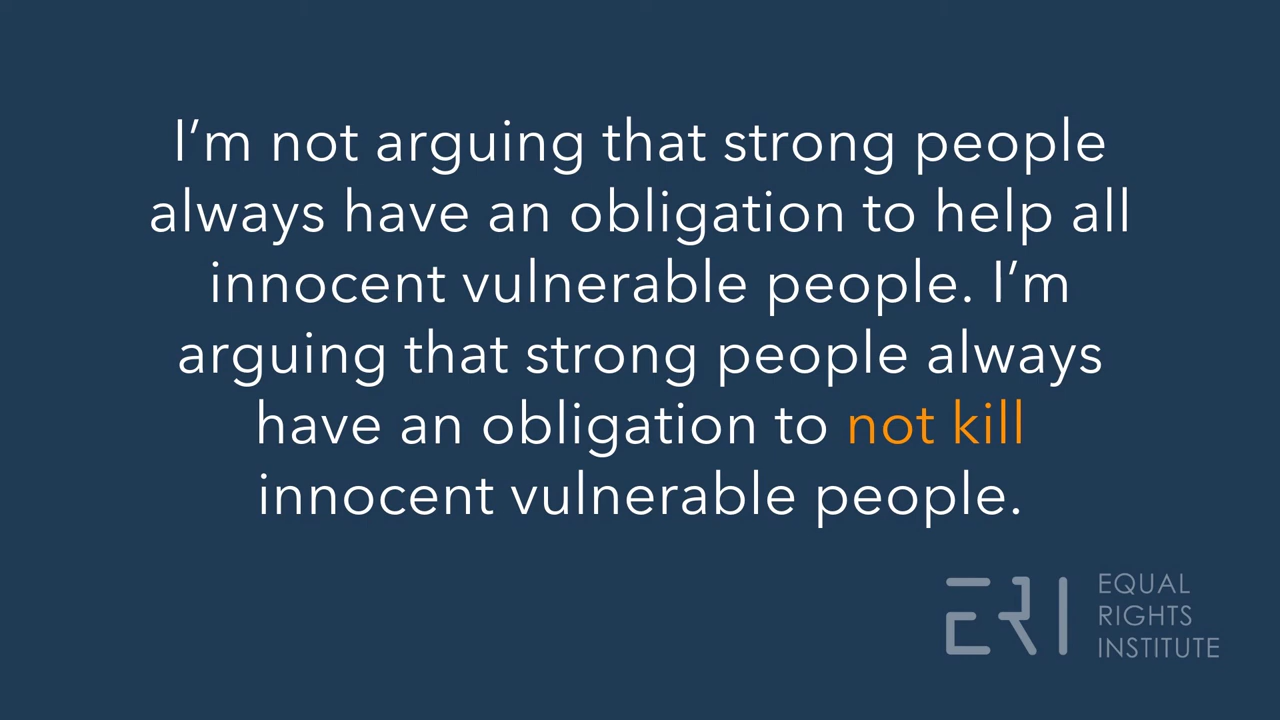 I’m not arguing that strong people
always have an obligation to help all
innocent vulnerable people. I’m
arguing that strong people always
have an obligation to not kill
innocent vulnerable people.
ERI
EQUAL
RIGHTS
INSTITUTE